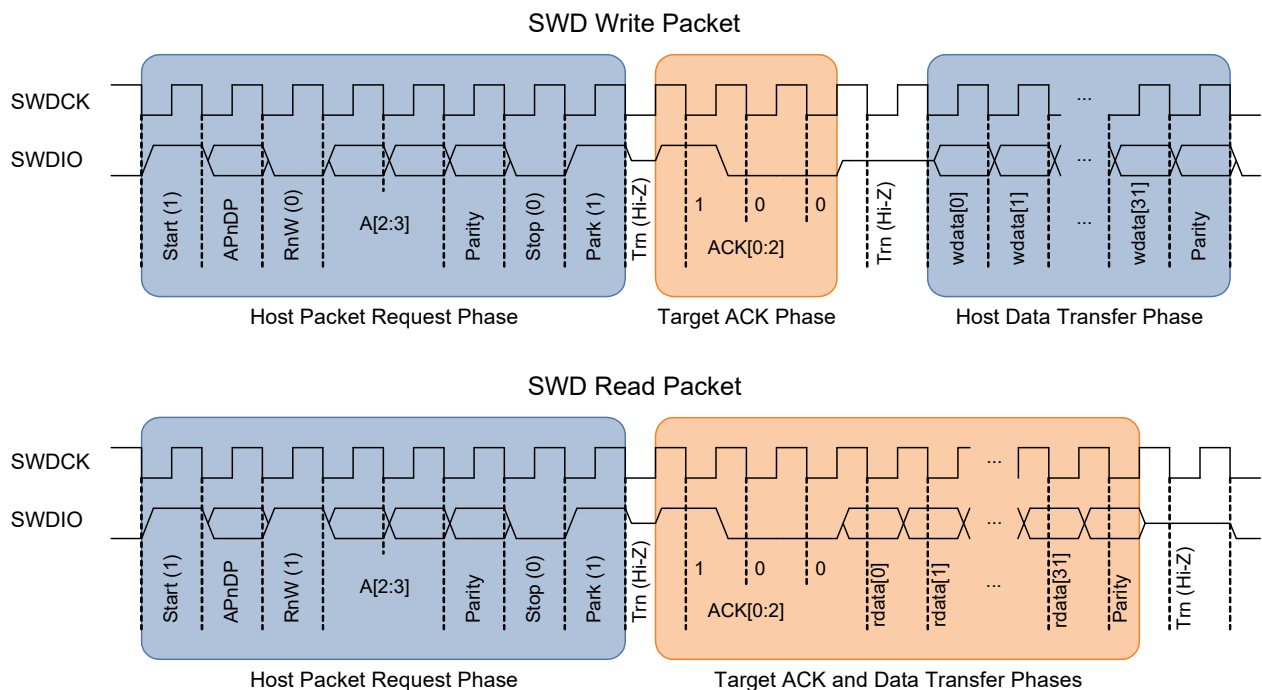 SWD Write Packet
SWDCK
...
SWDIO
...
Start (1)
APnDP
RnW (0)
A[2:3]
Parity
Stop (0)
Park (1)
Trn (Hi-Z)
1
0
0
ACK[0:2]
Trn (Hi-Z)
wdata[0]
wdata[1]
...
wdata[31]
Parity
Host Packet Request Phase
Target ACK Phase
Host Data Transfer Phase
SWD Read Packet
SWDCK
...
SWDIO
...
Start (1)
APnDP
RnW (1)
A[2:3]
Parity
Stop (0)
Park (1)
Trn (Hi-Z)
1
0
0
ACK[0:2]
rdata[0]
rdata[1]
...
rdata[31]
Parity
Trn (Hi-Z)
Host Packet Request Phase
Target ACK and Data Transfer Phases